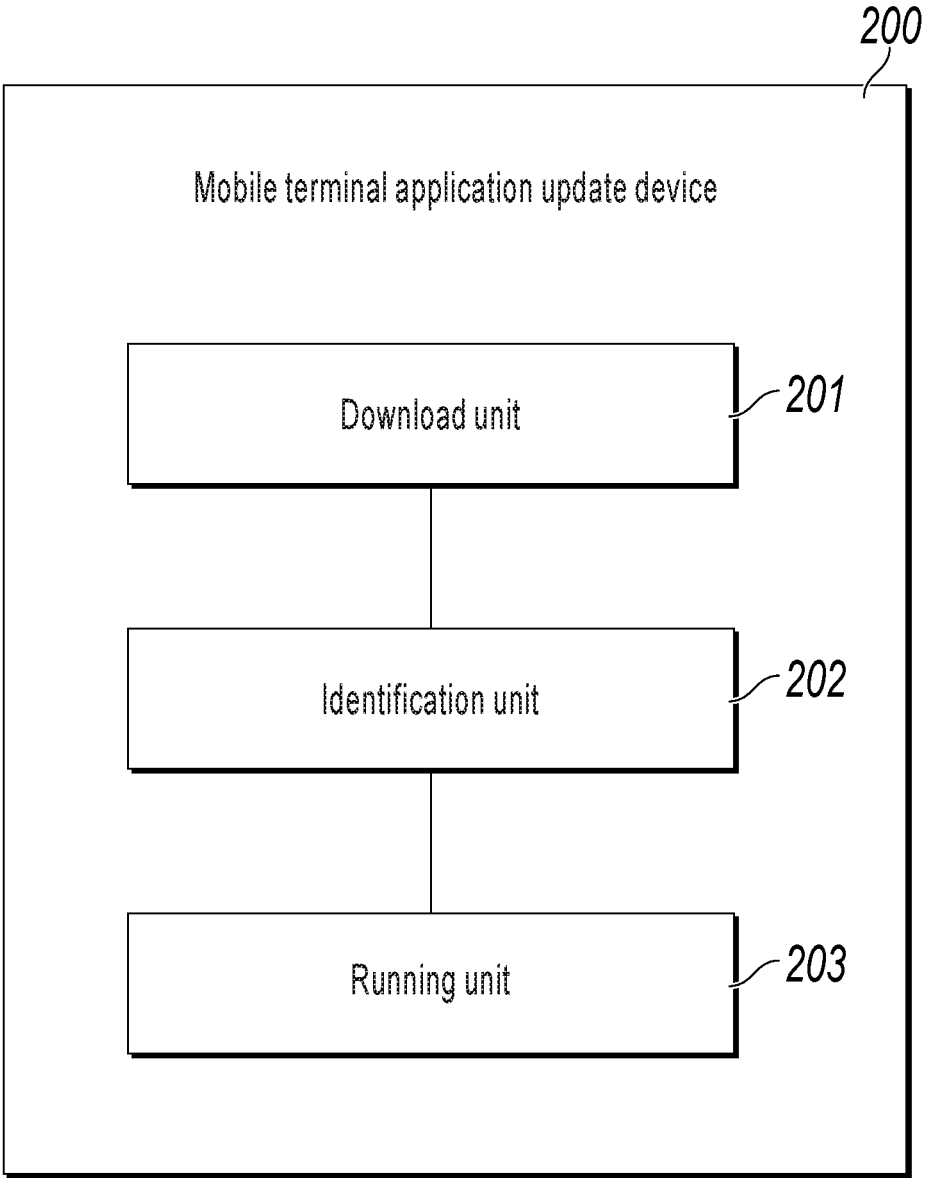 200
Mobile terminal application update device
Download unit
201
Identification unit
202
Running unit
203